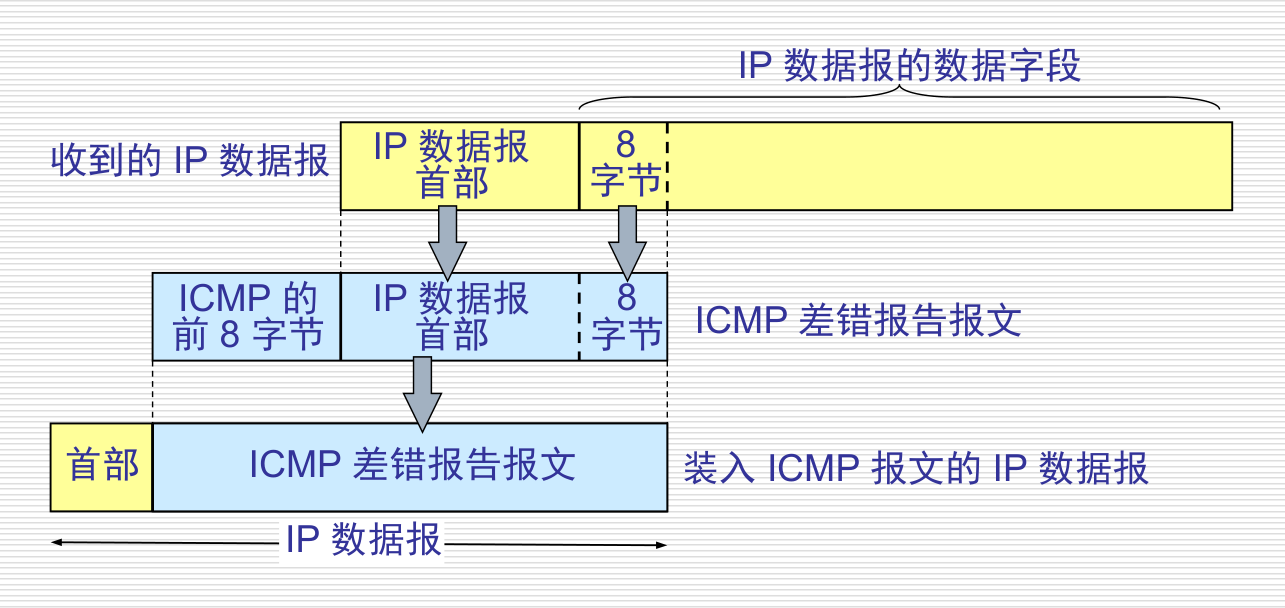 IP 数据报的数据字段
收到的 IP 数据报
IP 数据报
首部
8
字节
ICMP 的
前 8 字节
IP 数据报
首部
8
字节
ICMP 差错报告报文
首部
ICMP 差错报告报文
装入 ICMP 报文的 IP 数据报
IP 数据报